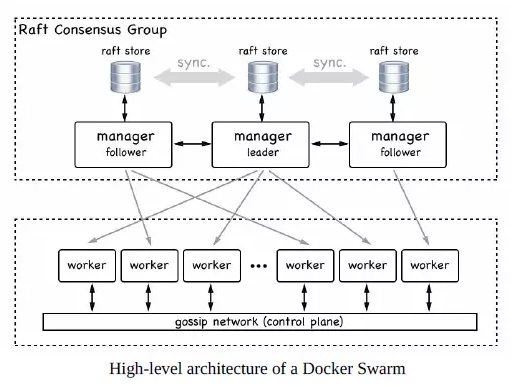 Raft Consensus Group
raft store
raft store
raft store
sync.
sync.
manager
follower
manager
leader
manager
follower
worker
worker
worker
•••
worker
worker
worker
gossip network (control plane)
High-level architecture of a Docker Swarm